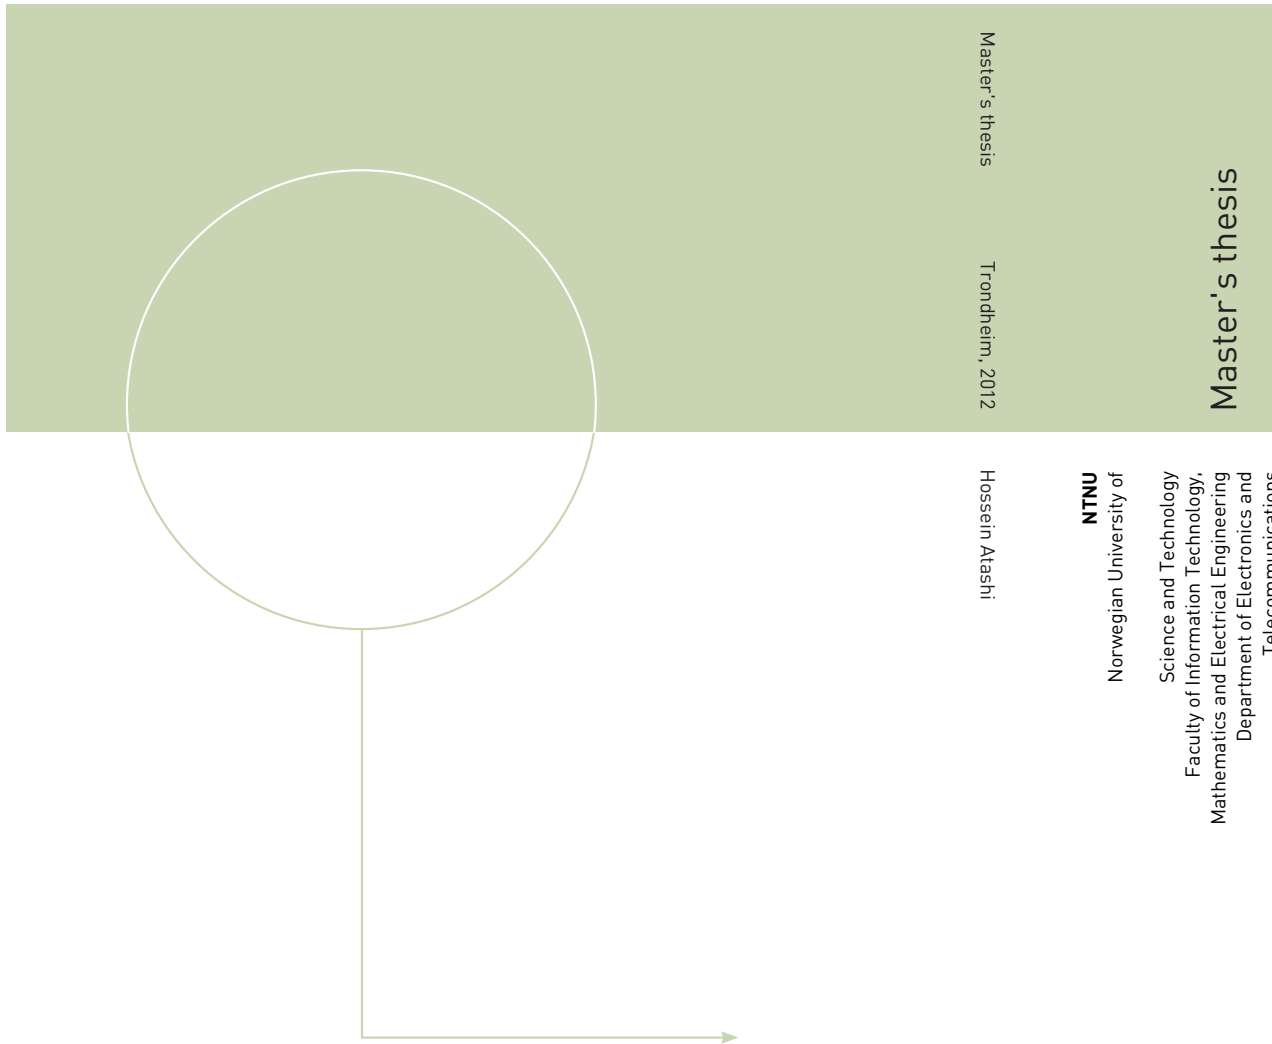 Master's thesis
Trondheim, 2012
Hossein Atashi
Master's thesis
NTNU
Norwegian University of
Science and Technology
Faculty of Information Technology,
Mathematics and Electrical Engineering
Department of Electronics and
Telecommunications